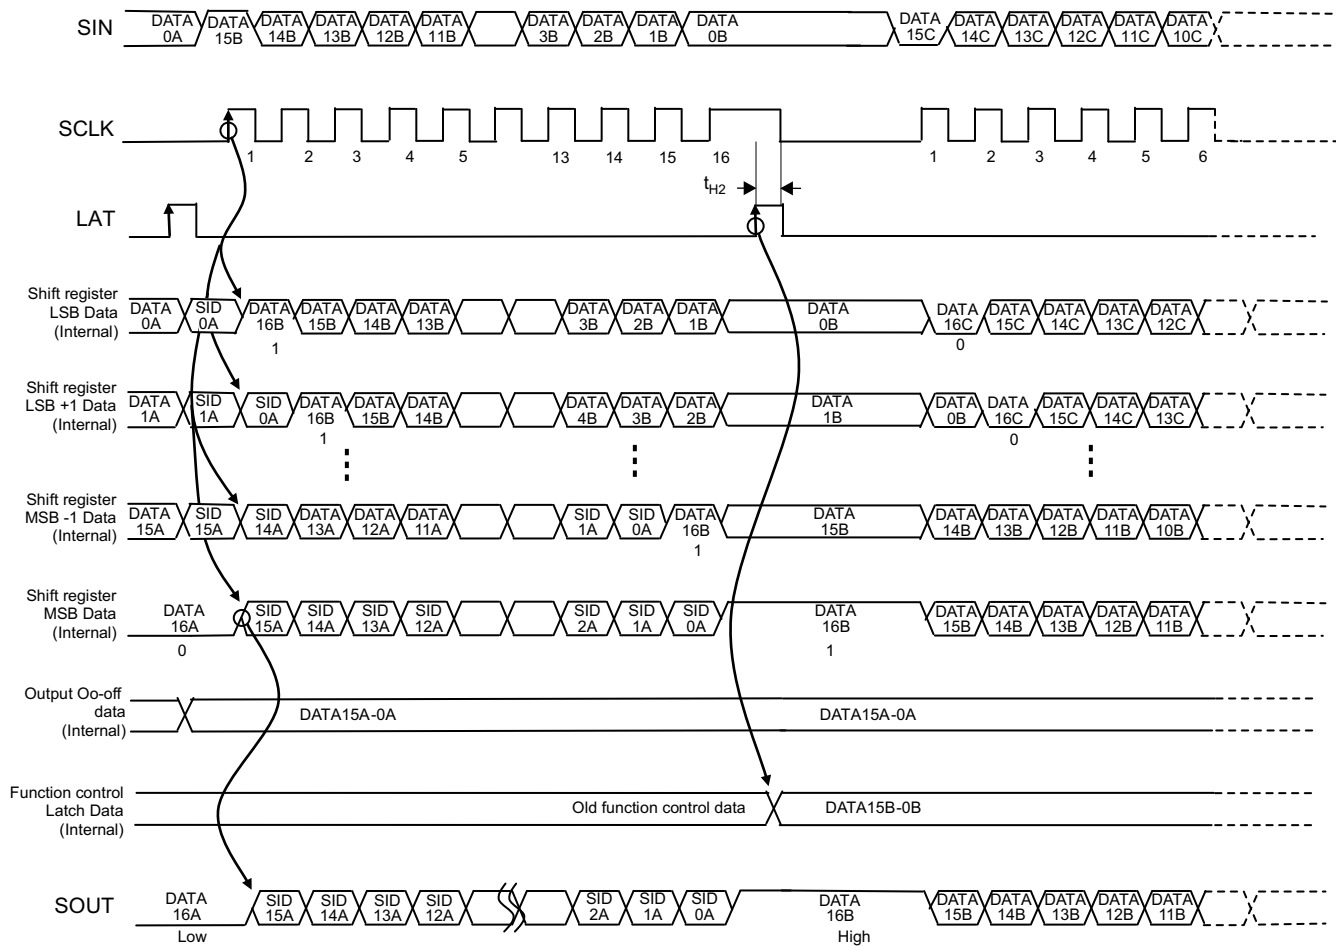 SIN
DATA 0A DATA 15B DATA 14B DATA 13B DATA 12B DATA 11B DATA 3B DATA 2B DATA 1B DATA 0B DATA 15C DATA 14C DATA 13C DATA 12C DATA 11C DATA 10C
SCLK
1 2 3 4 5 13 14 15 16 1 2 3 4 5 6
tH2
LAT
Shift register
LSB Data
(Internal)
DATA 0A SID 0A DATA 16B DATA 15B DATA 14B DATA 13B DATA 3B DATA 2B DATA 1B DATA 0B DATA 16C DATA 15C DATA 14C DATA 13C DATA 12C
1 0
Shift register
LSB +1 Data
(Internal)
DATA 1A SID 1A SID 0A DATA 16B DATA 15B DATA 14B DATA 4B DATA 3B DATA 2B DATA 1B DATA 0B DATA 16C DATA 15C DATA 14C DATA 13C
1 0
Shift register
MSB -1 Data
(Internal)
DATA 15A SID 15A SID 14A DATA 13A DATA 12A DATA 11A SID 1A SID 0A DATA 16B DATA 15B DATA 14B DATA 13B DATA 12B DATA 11B DATA 10B
1
Shift register
MSB Data
(Internal)
DATA 16A SID 15A SID 14A SID 13A SID 12A SID 2A SID 1A SID 0A DATA 16B DATA 15B DATA 14B DATA 13B DATA 12B DATA 11B
0 1
Output Oo-off
data
(Internal)
DATA15A-0A DATA15A-0A
Function control
Latch Data
(Internal)
Old function control data DATA15B-0B
SOUT
DATA 16A SID 15A SID 14A SID 13A SID 12A SID 2A SID 1A SID 0A DATA 16B DATA 15B DATA 14B DATA 13B DATA 12B DATA 11B
Low High